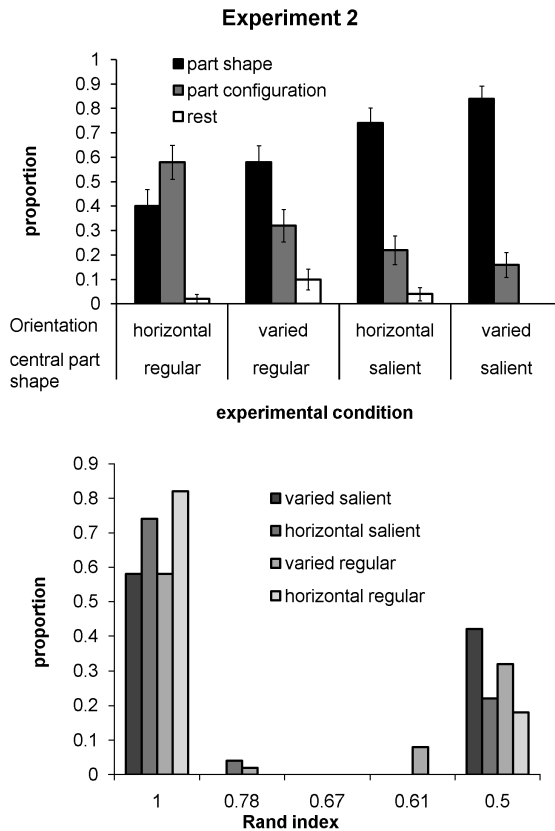 Experiment 2
1
0.9
0.8
0.7
0.6
0.5
0.4
0.3
0.2
0.1
0
proportion
part shape
part configuration
rest
Orientation horizontal varied horizontal varied
central part shape regular regular salient salient
experimental condition
0.9
0.8
0.7
0.6
0.5
0.4
0.3
0.2
0.1
0
proportion
varied salient
horizontal salient
varied regular
horizontal regular
1 0.78 0.67 0.61 0.5
Rand index